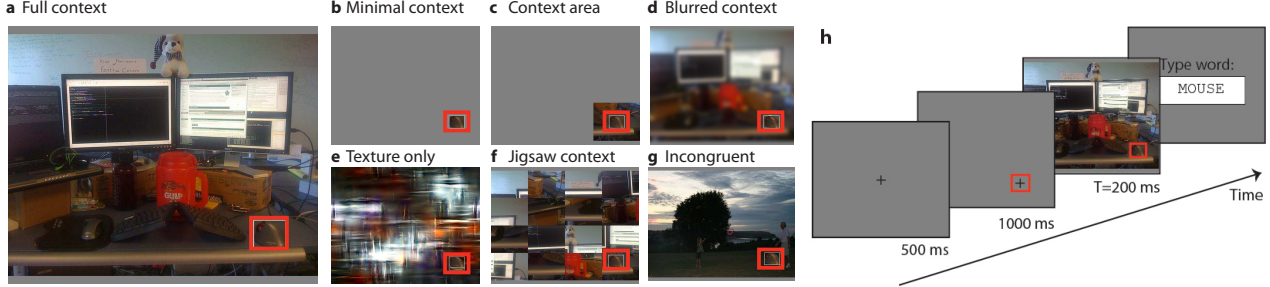 a Full context
b Minimal context
c Context area
d Blurred context
e Texture only
f Jigsaw context
g Incongruent
h
Type word:
MOUSE
T=200 ms
1000 ms
500 ms
Time
GULP